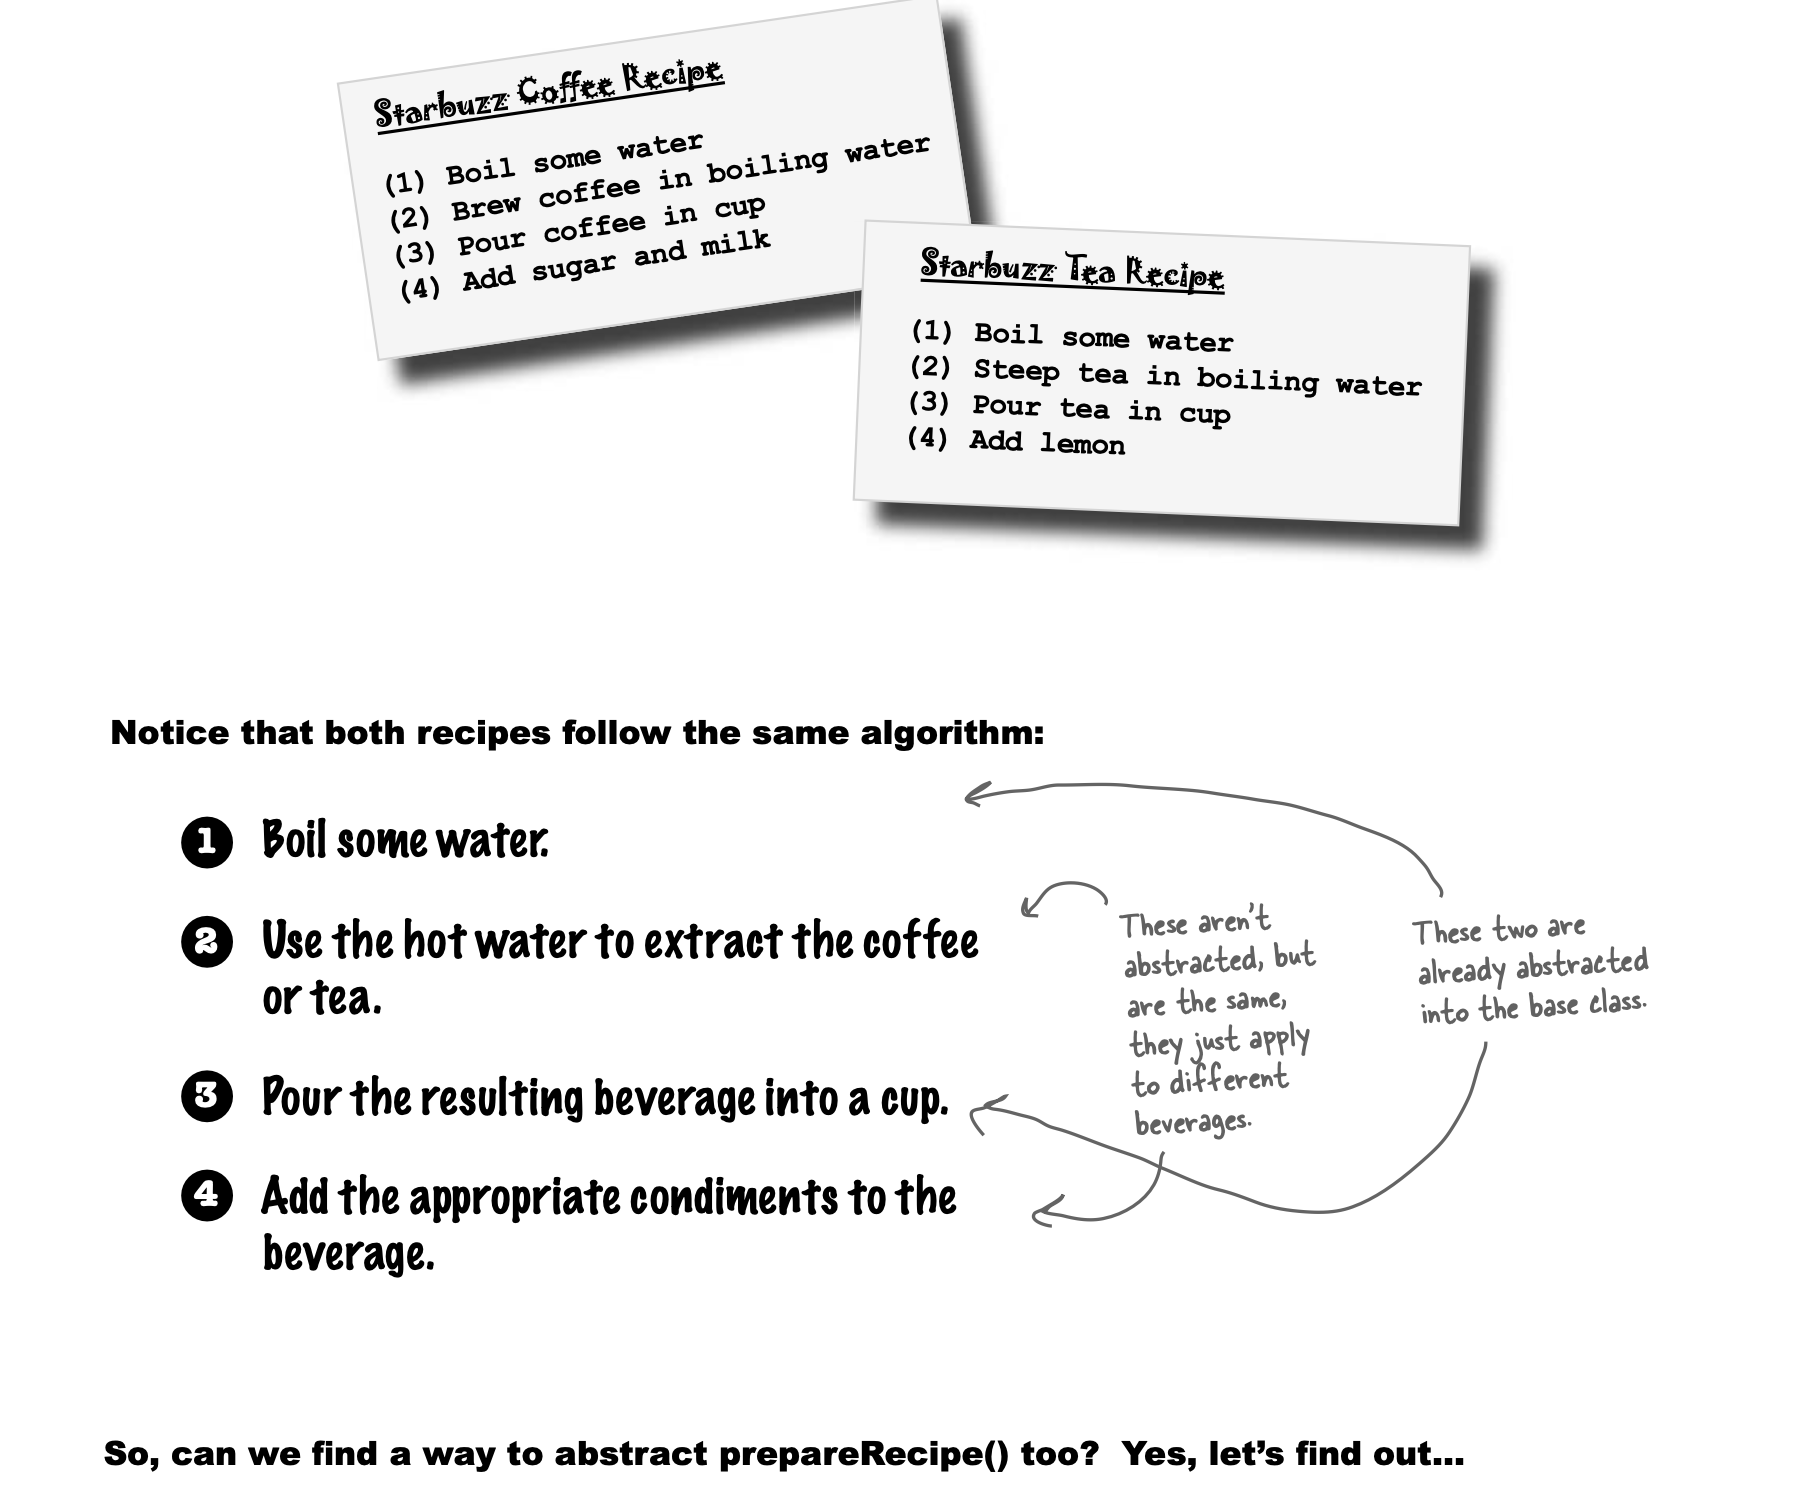 Starbuzz Coffee Recipe
(1) Boil some water
(2) Brew coffee in boiling water
(3) Pour coffee in cup
(4) Add sugar and milk
Starbuzz Tea Recipe
(1) Boil some water
(2) Steep tea in boiling water
(3) Pour tea in cup
(4) Add lemon
Notice that both recipes follow the same algorithm:
1 Boil some water.
2 Use the hot water to extract the coffee
or tea.
3 Pour the resulting beverage into a cup.
4 Add the appropriate condiments to the
beverage.
These aren't
abstracted, but
are the same,
they just apply
to different
beverages.
These two are
already abstracted
into the base class.
So, can we find a way to abstract prepareRecipe() too?  Yes, let's find out...